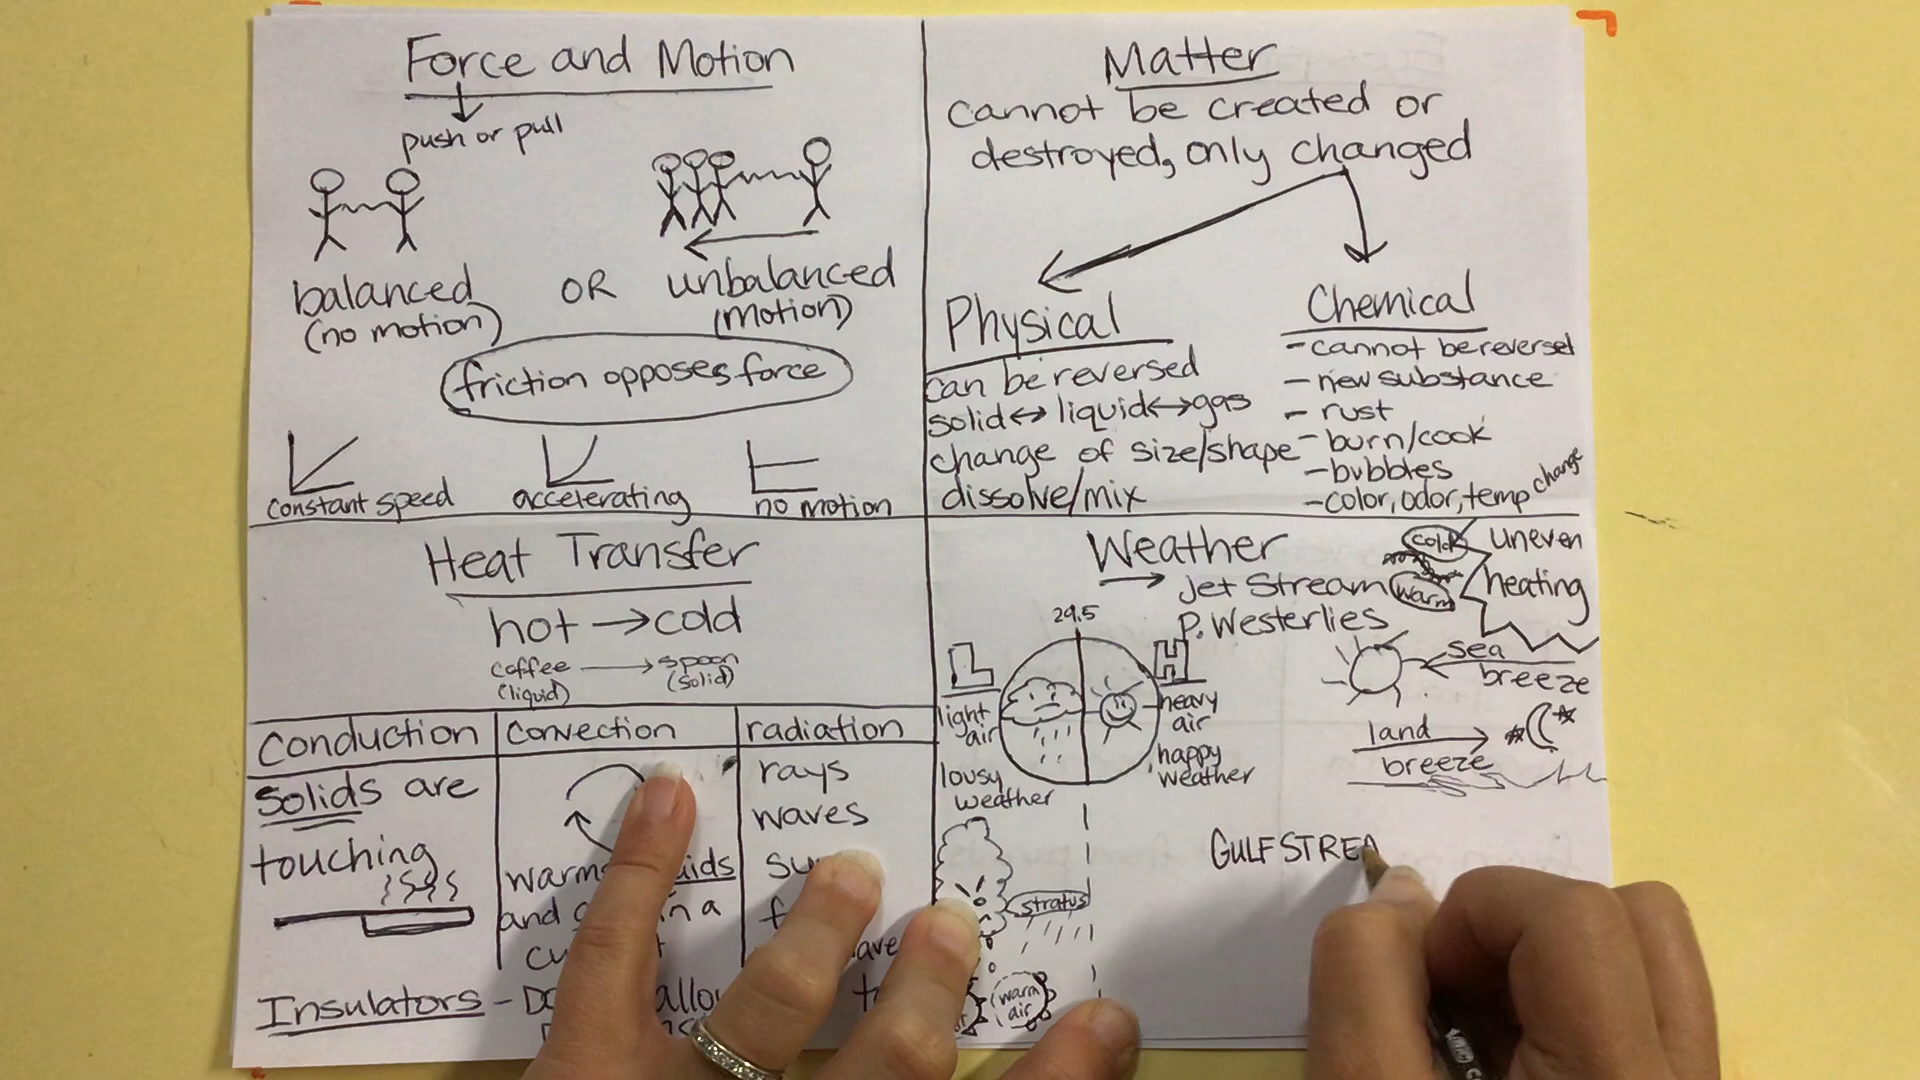 Force and Motion
push or pull
balanced
(no motion)
OR
unbalanced
(motion)
friction opposes force
constant speed
accelerating
no motion
Matter
cannot be created or
destroyed, only changed
Physical
can be reversed
solid↔liquid↔gas
change of size/shape
dissolve/mix
Chemical
- cannot be reversed
- new substance
- rust
- burn/cook
- bubbles
- color, odor, temp change
Heat Transfer
hot → cold
coffee → spoon
(liquid) (solid)
conduction
solids are
touching
convection
and in a
radiation
rays
waves
Insulators -
Weather
→ Jet Stream
P. Westerlies
cold
warm
uneven
heating
29.5
L
light
air
lousy
weather
H
heavy
air
happy
weather
sea
breeze
land
breeze
stratus
warm
air
GULF STREA